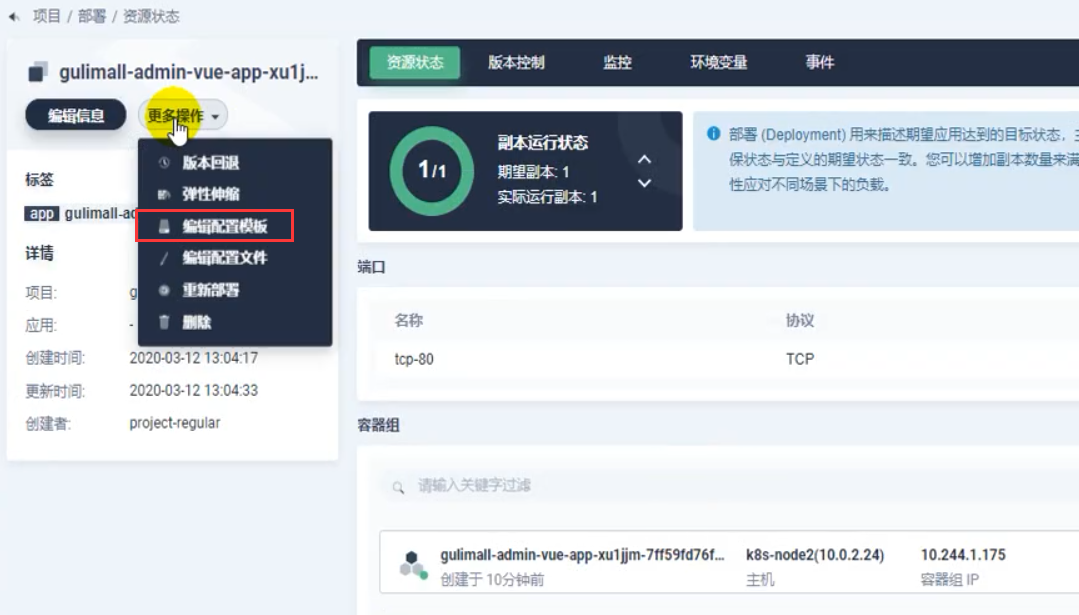 项目 / 部署 / 资源状态
gulimall-admin-vue-app-xu1j...
编辑信息
更多操作
版本回退
弹性伸缩
编辑配置模板
编辑配置文件
重新部署
删除
标签
app gulimall-ad
详情
项目: g
应用: -
创建时间: 2020-03-12 13:04:17
更新时间: 2020-03-12 13:04:33
创建者: project-regular
资源状态 版本控制 监控 环境变量 事件
1/1
副本运行状态
期望副本: 1
实际运行副本: 1
部署 (Deployment) 用来描述期望应用达到的目标状态，主
保状态与定义的期望状态一致。您可以增加副本数量来满
性应对不同场景下的负载。
端口
名称 协议
tcp-80 TCP
容器组
请输入关键字过滤
gulimall-admin-vue-app-xu1jjm-7ff59fd76f... k8s-node2(10.0.2.24) 10.244.1.175
创建于 10分钟前 主机 容器组 IP